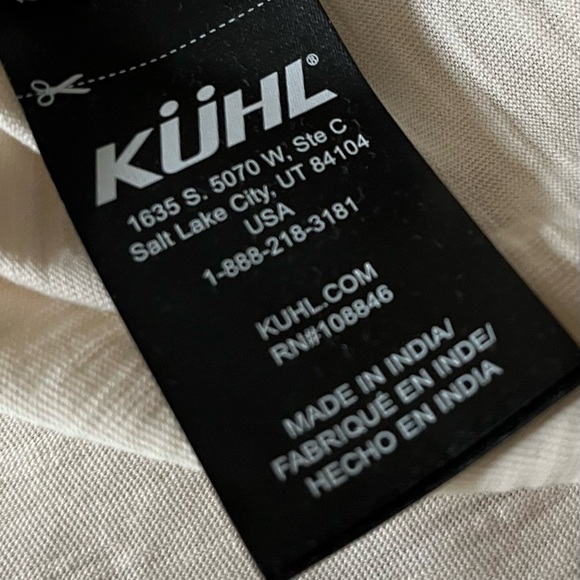 KÜHL®
1635 S. 5070 W, Ste C
Salt Lake City, UT 84104
USA
1-888-218-3181
KUHL.COM
RN#108846
MADE IN INDIA/
FABRIQUÉ EN INDE/
HECHO EN INDIA